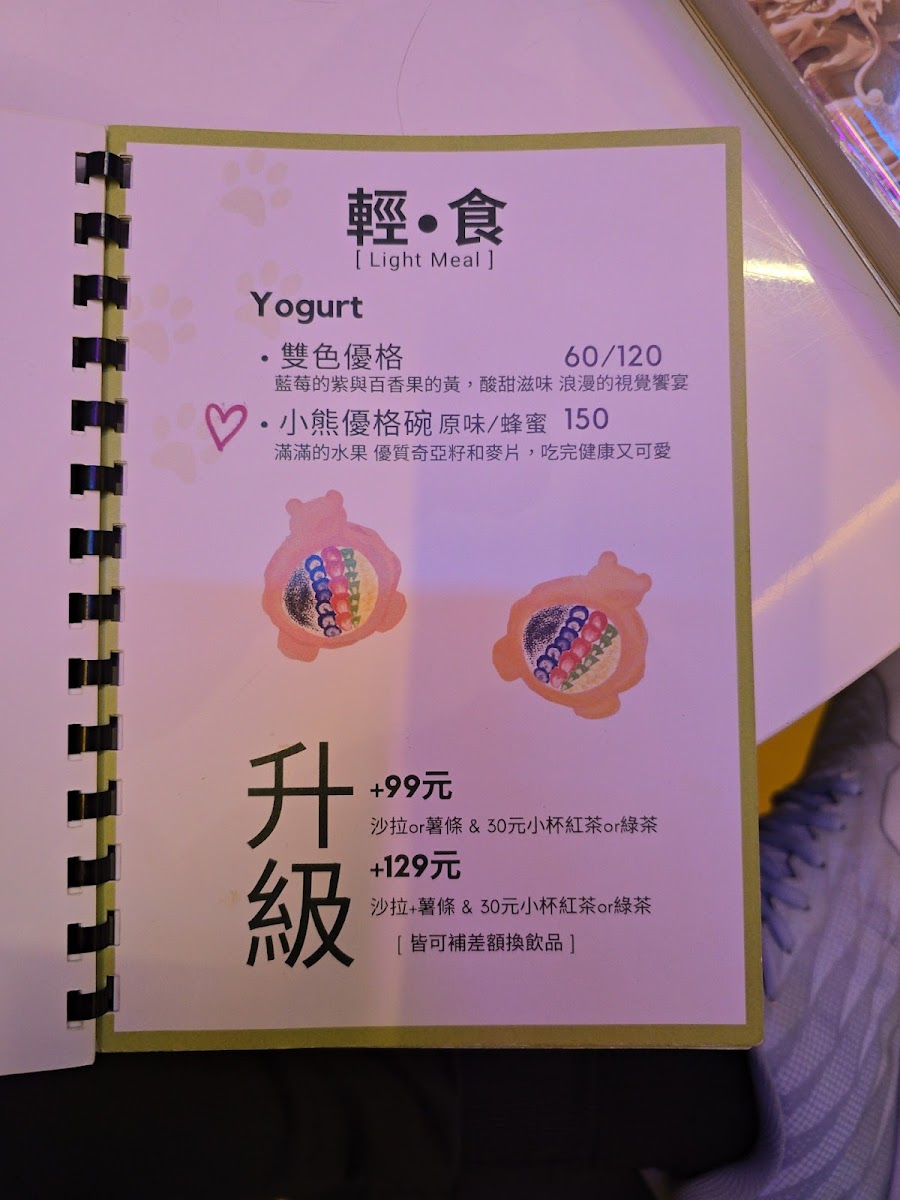 輕•食
[ Light Meal ]
Yogurt
• 雙色優格 60/120
藍莓的紫與百香果的黃，酸甜滋味 浪漫的視覺饗宴
• 小熊優格碗 原味/蜂蜜 150
滿滿的水果 優質奇亞籽和麥片，吃完健康又可愛
升級
+99元
沙拉or薯條 & 30元小杯紅茶or綠茶
+129元
沙拉+薯條 & 30元小杯紅茶or綠茶
[ 皆可補差額換飲品 ]